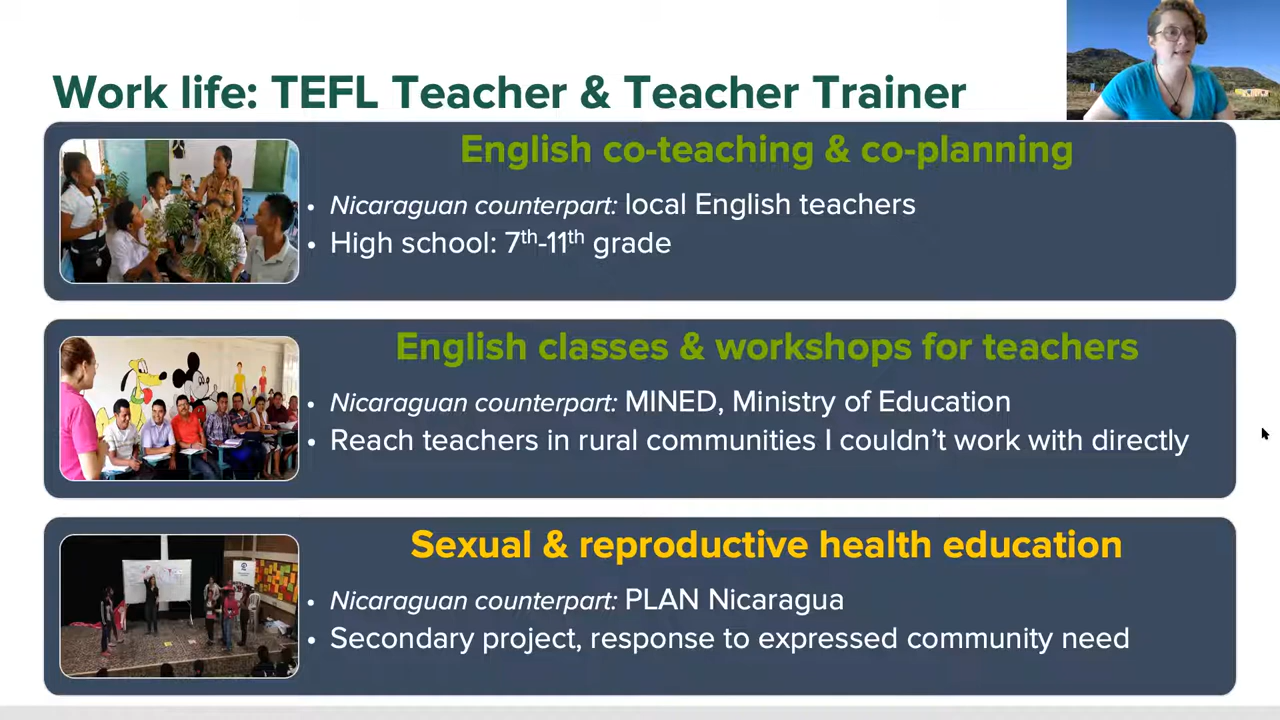 Work life: TEFL Teacher & Teacher Trainer
English co-teaching & co-planning
• Nicaraguan counterpart: local English teachers
• High school: 7th-11th grade
English classes & workshops for teachers
• Nicaraguan counterpart: MINED, Ministry of Education
• Reach teachers in rural communities I couldn’t work with directly
Sexual & reproductive health education
• Nicaraguan counterpart: PLAN Nicaragua
• Secondary project, response to expressed community need